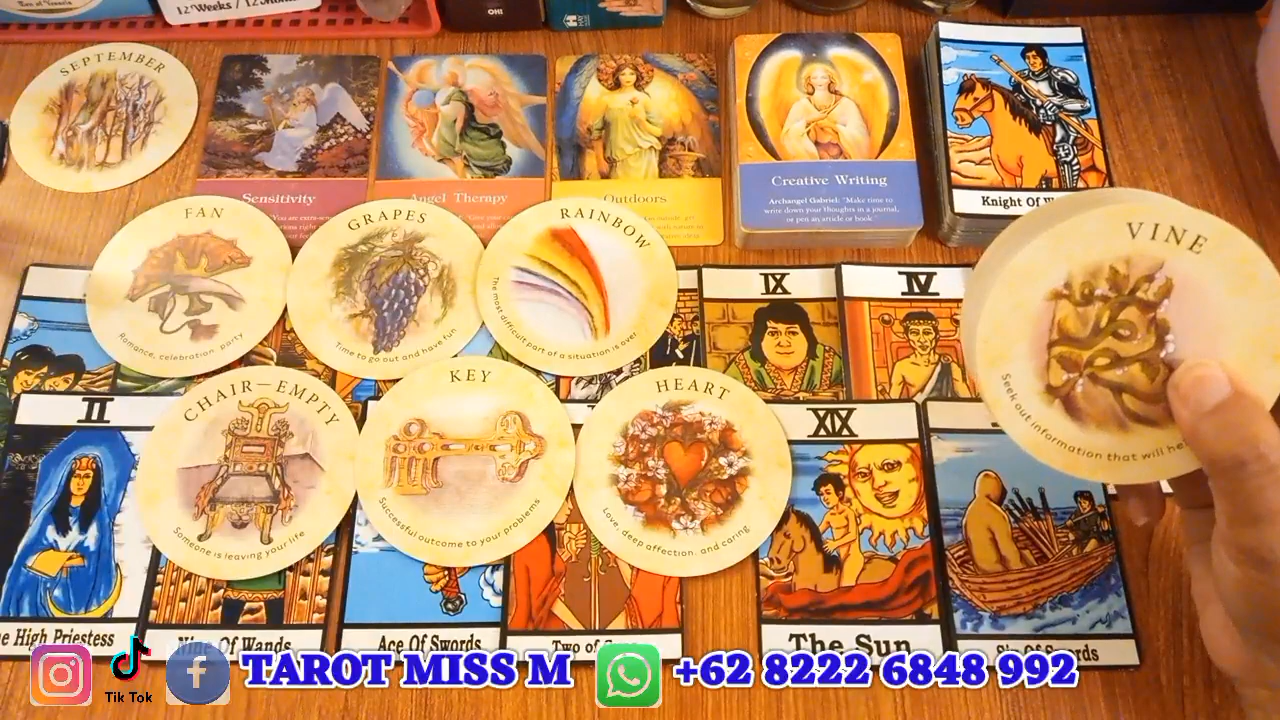 12 Weeks / 12
OH!
SEPTEMBER
Sensitivity
Angel Therapy
Outdoors
Creative Writing
Archangel Gabriel: "Make time to
write down your thoughts in a journal,
or pen an article or book."
Knight Of
FAN
Romance, celebration, party
GRAPES
Time to go out and have fun
RAINBOW
The most difficult part of a situation is over
VINE
Seek out information that will
IX
IV
CHAIR-EMPTY
Someone is leaving your life
KEY
Successful outcome to your problems
HEART
Love, deep affection, and caring
II
XIX
The High Priestess
Nine Of Wands
Ace Of Swords
Two of
The Sun
Six Of Swords
Tik Tok
TAROT MISS M
+62 8222 6848 992